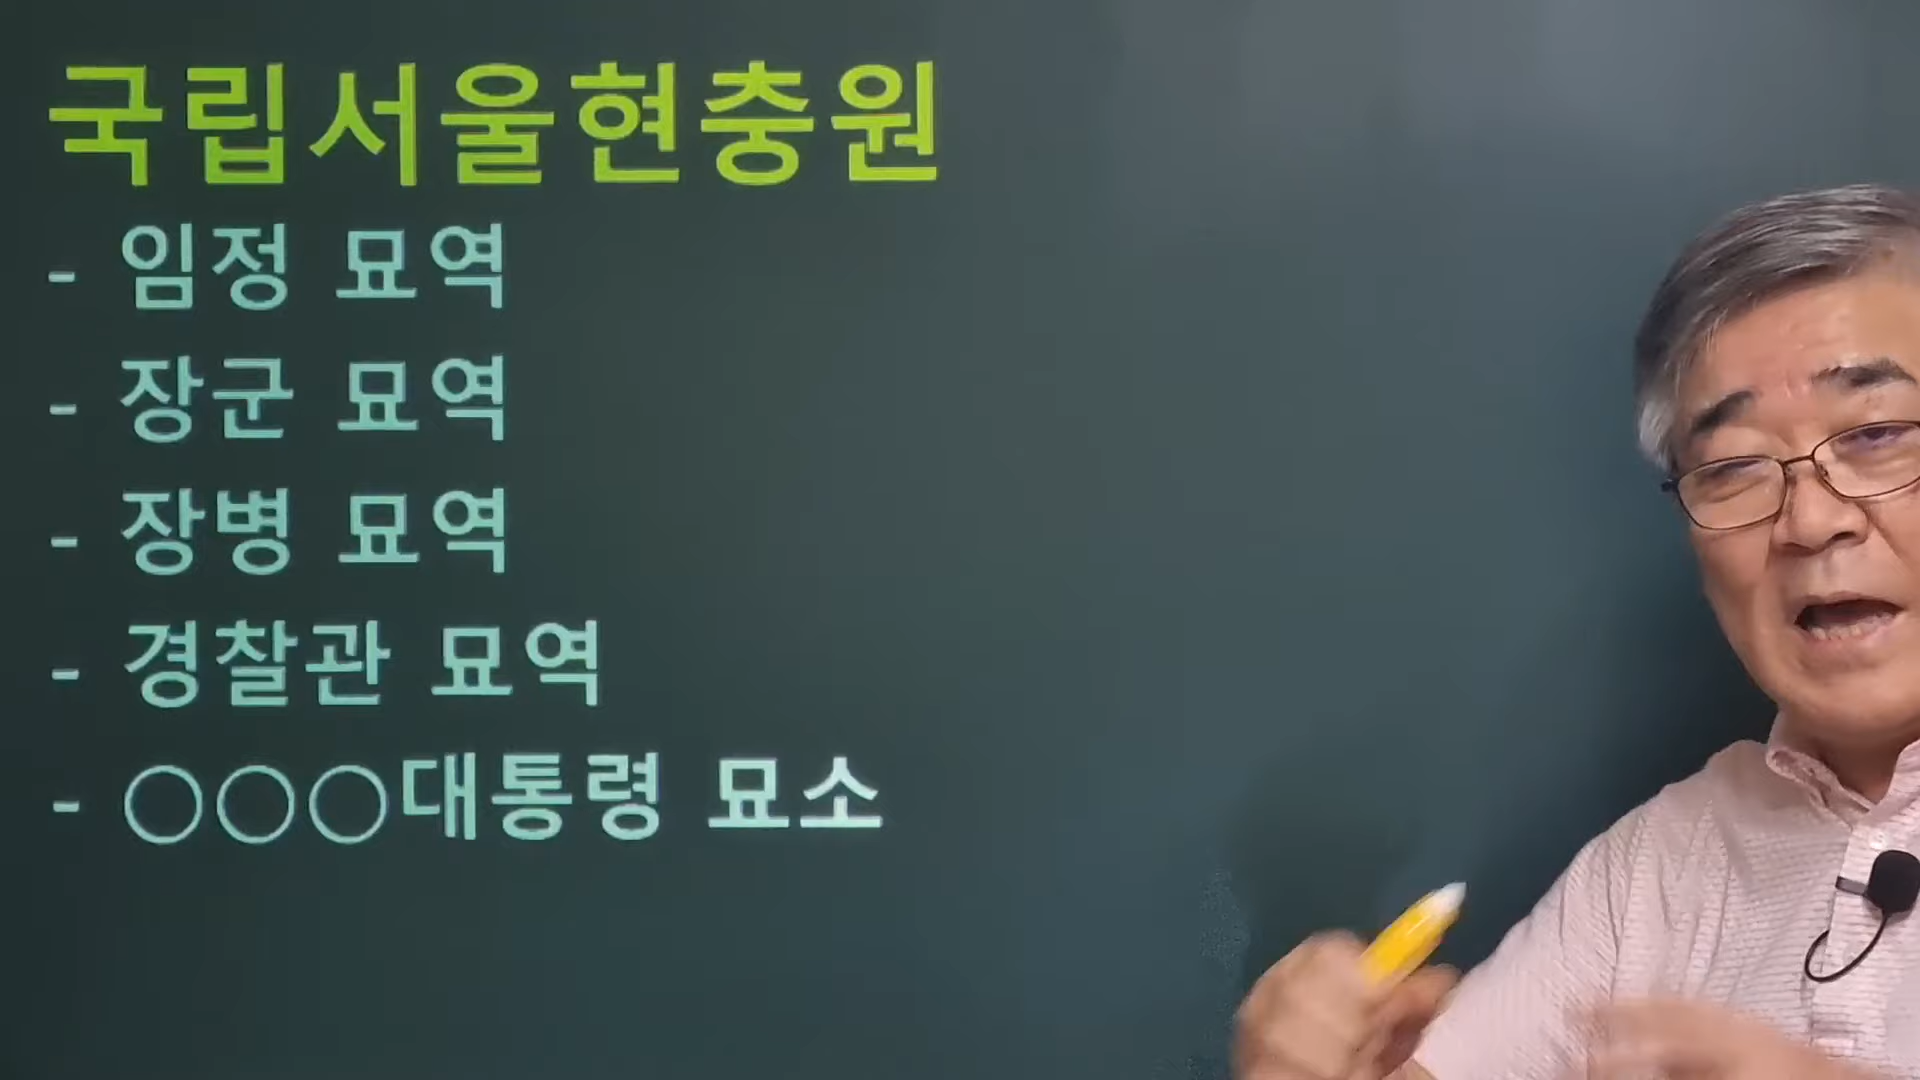 국립서울현충원
- 임정 묘역
- 장군 묘역
- 장병 묘역
- 경찰관 묘역
- ○○○대통령 묘소